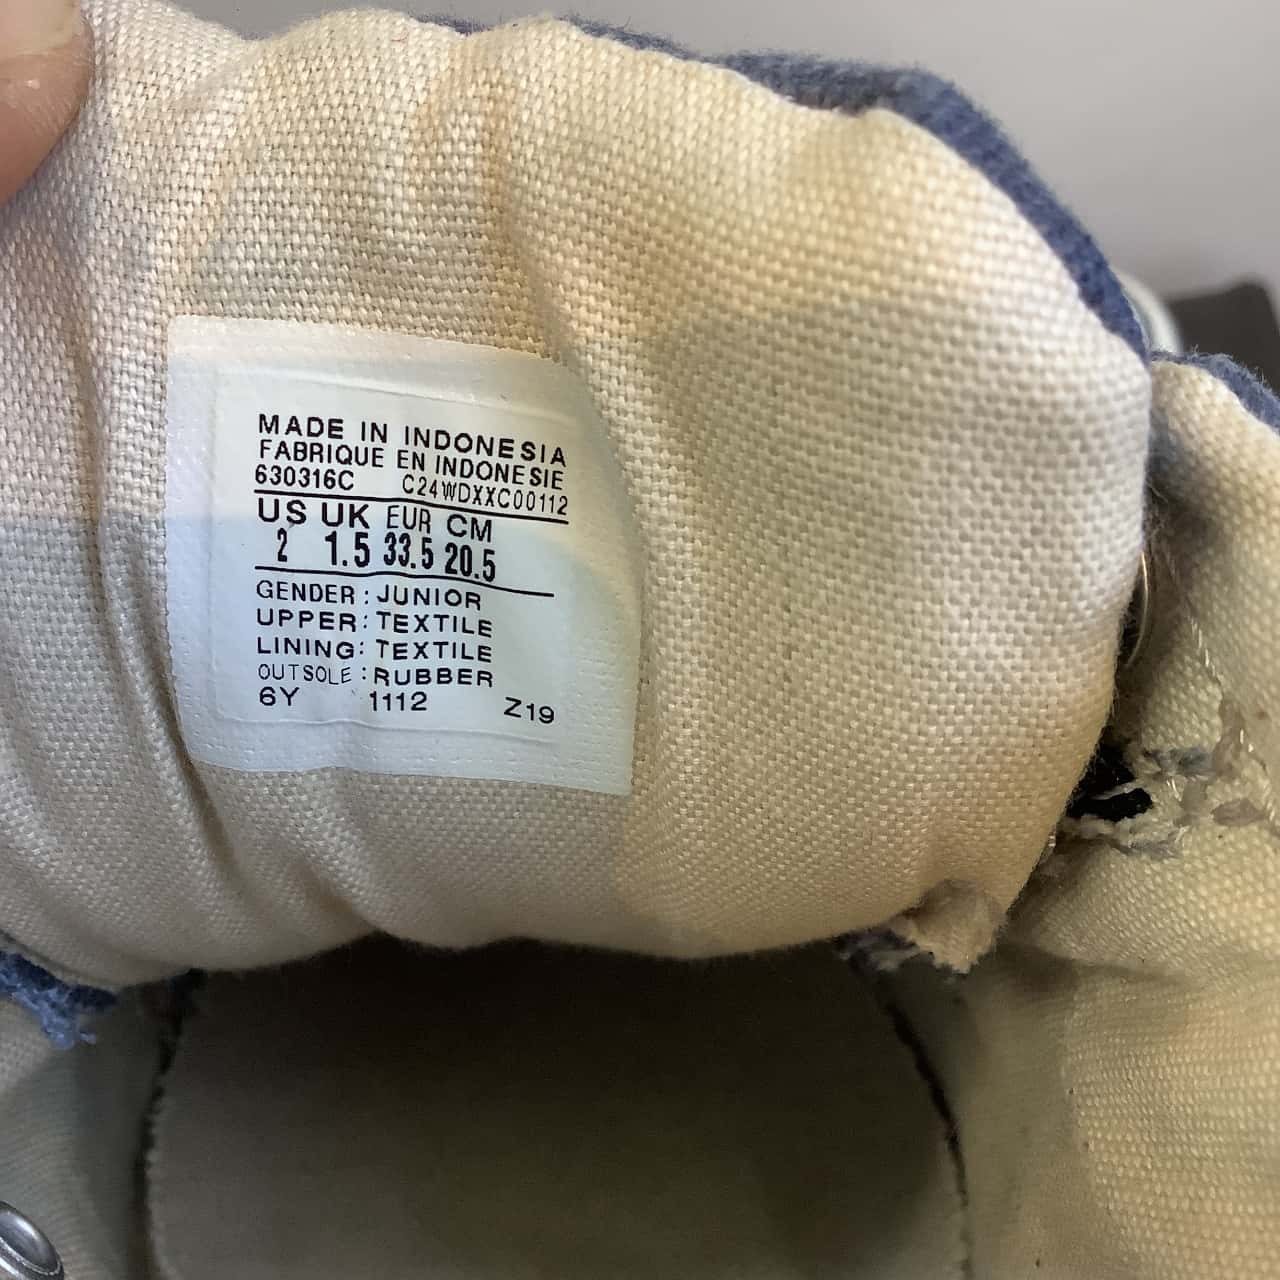 MADE IN INDONESIA
FABRIQUE EN INDONESIE
630316C C24WDXXC00112
US UK EUR CM
2 1.5 33.5 20.5
GENDER : JUNIOR
UPPER : TEXTILE
LINING : TEXTILE
OUTSOLE : RUBBER
6Y 1112 Z19